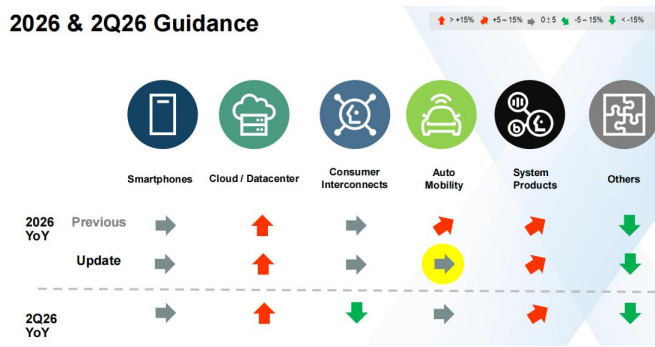 2026 & 2Q26 Guidance
> +15% +5 – 15% 0 ± 5 -5 – 15% < -15%
Smartphones
Cloud / Datacenter
Consumer
Interconnects
Auto
Mobility
System
Products
Others
2026
YoY
Previous
Update
2Q26
YoY